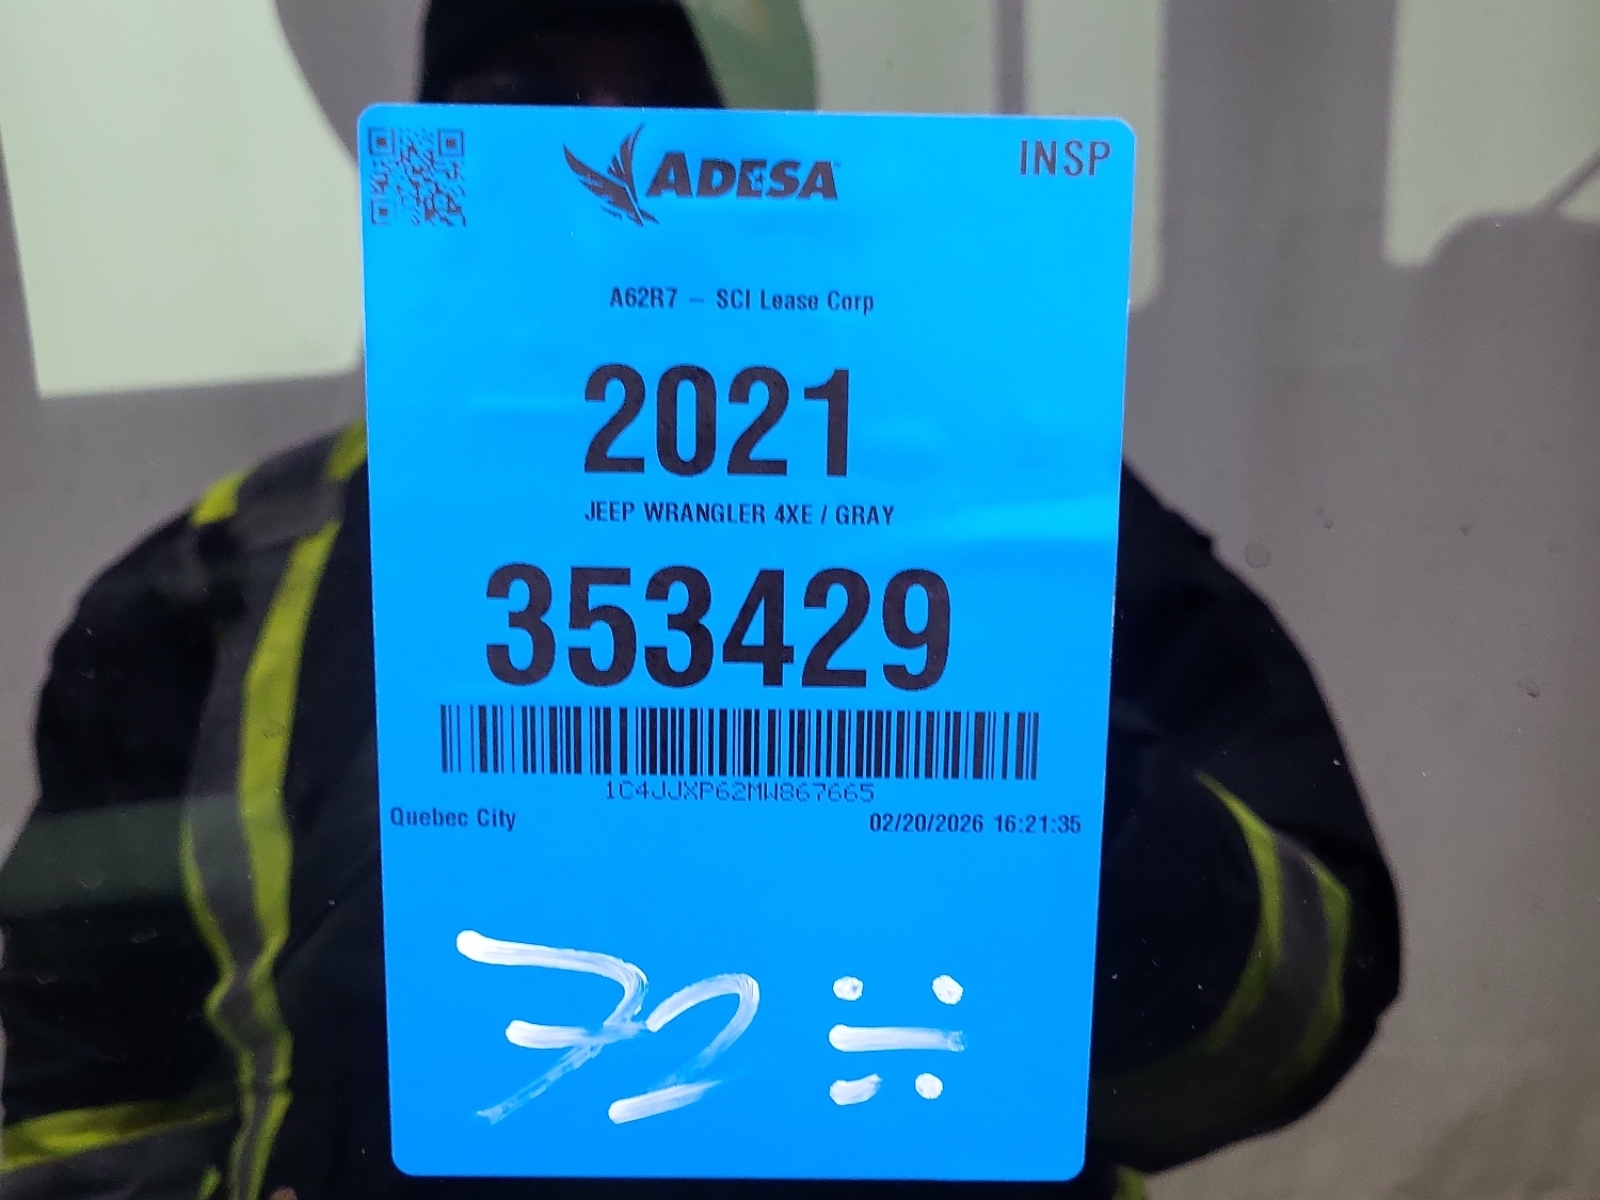 ADESA
INSP
A62R7 – SCI Lease Corp
2021
JEEP WRANGLER 4XE / GRAY
353429
1C4JJXP62MW867665
Quebec City
02/20/2026 16:21:35
72